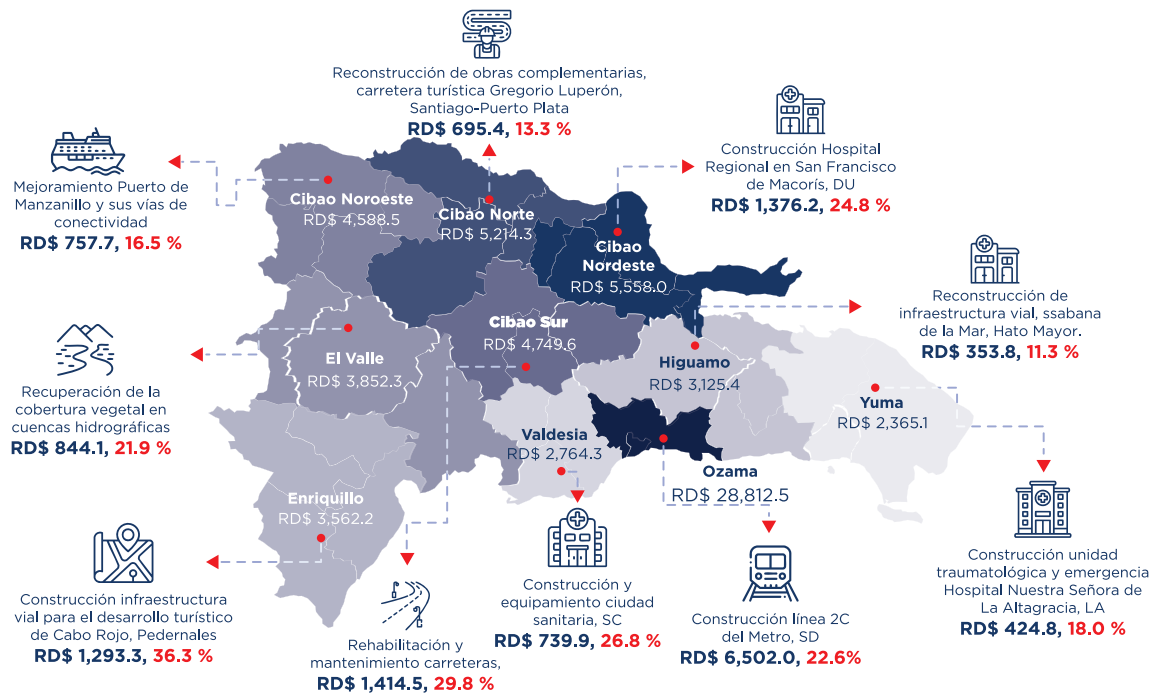 Reconstrucción de obras complementarias,
carretera turística Gregorio Luperón,
Santiago-Puerto Plata
RD$ 695.4, 13.3 %
Construcción Hospital
Regional en San Francisco
de Macorís, DU
RD$ 1,376.2, 24.8 %
Mejoramiento Puerto de
Manzanillo y sus vías de
conectividad
RD$ 757.7, 16.5 %
Cibao Noroeste
RD$ 4,588.5
Cibao Norte
RD$ 5,214.3
Cibao
Nordeste
RD$ 5,558.0
Reconstrucción de
infraestructura vial, ssabana
de la Mar, Hato Mayor.
RD$ 353.8, 11.3 %
Cibao Sur
RD$ 4,749.6
El Valle
RD$ 3,852.3
Higuamo
RD$ 3,125.4
Yuma
RD$ 2,365.1
Recuperación de la
cobertura vegetal en
cuencas hidrográficas
RD$ 844.1, 21.9 %
Valdesia
RD$ 2,764.3
Ozama
RD$ 28,812.5
Enriquillo
RD$ 3,562.2
Construcción infraestructura
vial para el desarrollo turístico
de Cabo Rojo, Pedernales
RD$ 1,293.3, 36.3 %
Rehabilitación y
mantenimiento carreteras,
RD$ 1,414.5, 29.8 %
Construcción y
equipamiento ciudad
sanitaria, SC
RD$ 739.9, 26.8 %
Construcción línea 2C
del Metro, SD
RD$ 6,502.0, 22.6%
Construcción unidad
traumatológica y emergencia
Hospital Nuestra Señora de
La Altagracia, LA
RD$ 424.8, 18.0 %